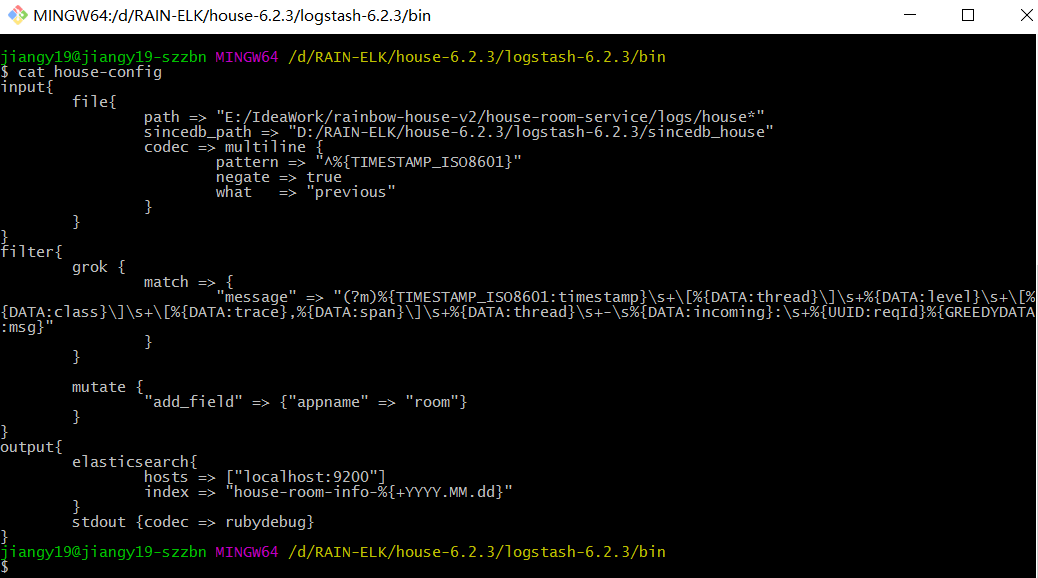 MINGW64:/d/RAIN-ELK/house-6.2.3/logstash-6.2.3/bin
jiangy19@jiangy19-szzbn MINGW64 /d/RAIN-ELK/house-6.2.3/logstash-6.2.3/bin
$ cat house-config
input{
        file{
                path => "E:/IdeaWork/rainbow-house-v2/house-room-service/logs/house*"
                sincedb_path => "D:/RAIN-ELK/house-6.2.3/logstash-6.2.3/sincedb_house"
                codec => multiline {
                        pattern => "^%{TIMESTAMP_ISO8601}"
                        negate => true
                        what   => "previous"
                }
        }
}
filter{
        grok {
                match => {
                        "message" => "(?m)%{TIMESTAMP_ISO8601:timestamp}\s+\[%{DATA:thread}\]\s+%{DATA:level}\s+\[%
{DATA:class}\]\s+\[%{DATA:trace},%{DATA:span}\]\s+%{DATA:thread}\s+-\s%{DATA:incoming}:\s+%{UUID:reqId}%{GREEDYDATA
:msg}"
                }
        }

        mutate {
                "add_field" => {"appname" => "room"}
        }
}
output{
        elasticsearch{
                hosts => ["localhost:9200"]
                index => "house-room-info-%{+YYYY.MM.dd}"
        }
        stdout {codec => rubydebug}
}
jiangy19@jiangy19-szzbn MINGW64 /d/RAIN-ELK/house-6.2.3/logstash-6.2.3/bin
$